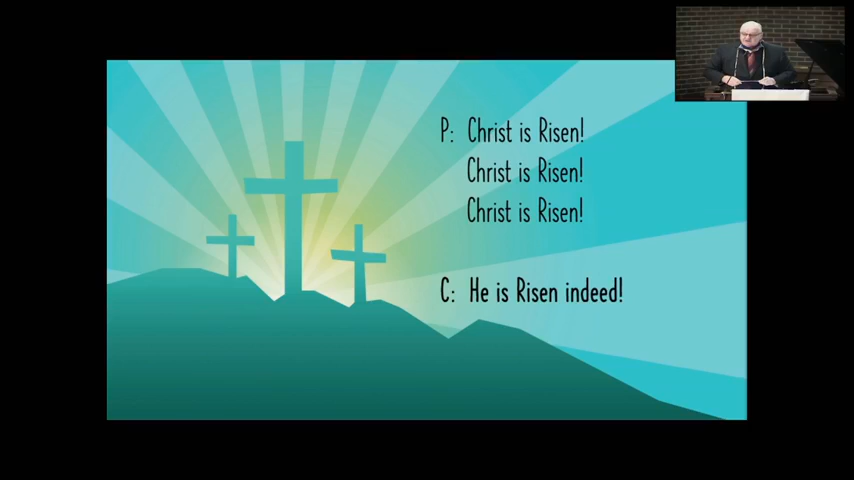 P: Christ is Risen!
Christ is Risen!
Christ is Risen!
C: He is Risen indeed!